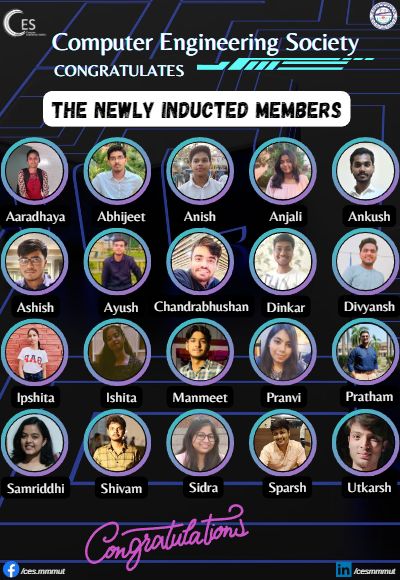 CES
Computer Engineering Society
CONGRATULATES
THE NEWLY INDUCTED MEMBERS
Aaradhaya Abhijeet Anish Anjali Ankush
Ashish Ayush Chandrabhushan Dinkar Divyansh
Ipshita Ishita Manmeet Pranvi Pratham
Samriddhi Shivam Sidra Sparsh Utkarsh
Congratulations
/ces.mmmut /cesmmmut